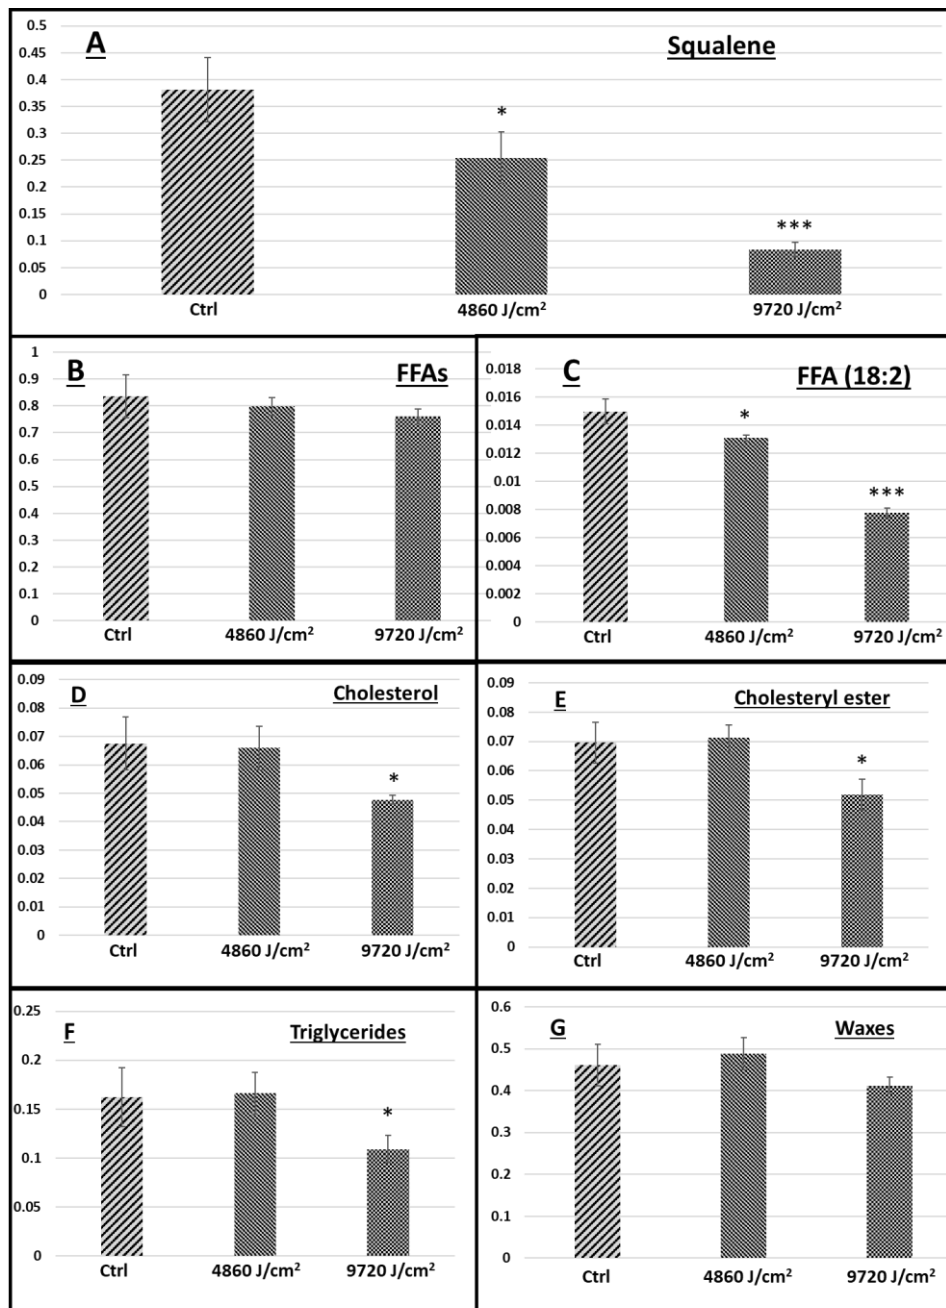 A
Squalene
0.5
0.45
0.4
0.35
0.3
0.25
0.2
0.15
0.1
0.05
0
*
***
Ctrl
4860 J/cm²
9720 J/cm²
B
FFAs
1
0.9
0.8
0.7
0.6
0.5
0.4
0.3
0.2
0.1
0
Ctrl
4860 J/cm²
9720 J/cm²
C
FFA (18:2)
0.018
0.016
0.014
0.012
0.01
0.008
0.006
0.004
0.002
0
*
***
Ctrl
4860 J/cm²
9720 J/cm²
D
Cholesterol
0.09
0.08
0.07
0.06
0.05
0.04
0.03
0.02
0.01
0
*
Ctrl
4860 J/cm²
9720 J/cm²
E
Cholesteryl ester
0.09
0.08
0.07
0.06
0.05
0.04
0.03
0.02
0.01
0
*
Ctrl
4860 J/cm²
9720 J/cm²
F
Triglycerides
0.25
0.2
0.15
0.1
0.05
0
*
Ctrl
4860 J/cm²
9720 J/cm²
G
Waxes
0.6
0.5
0.4
0.3
0.2
0.1
0
Ctrl
4860 J/cm²
9720 J/cm²